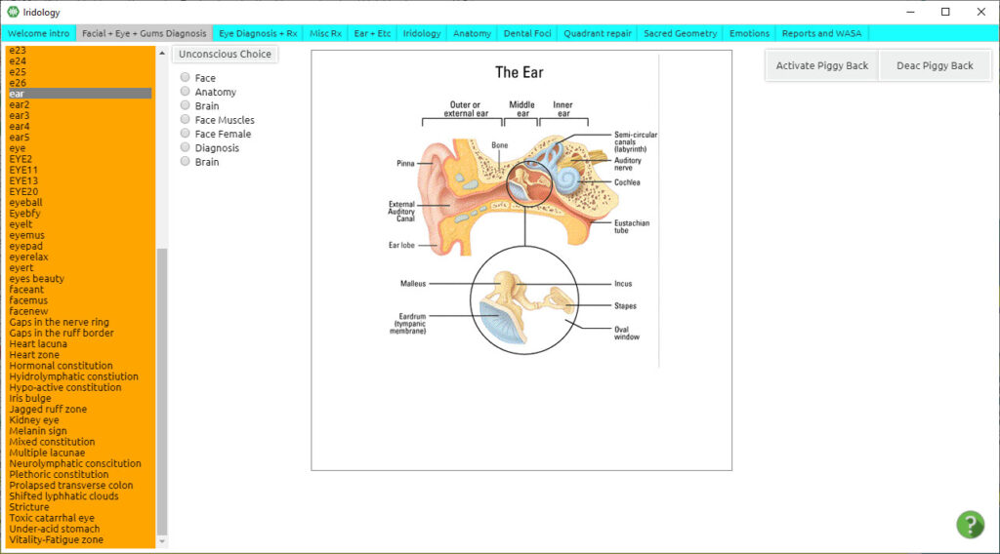 Iridology
Welcome intro
Facial + Eye + Gums Diagnosis
Eye Diagnosis + Rx
Misc Rx
Ear + Etc
Iridology
Anatomy
Dental Foci
Quadrant repair
Sacred Geometry
Emotions
Reports and WASA
e23
e24
e25
e26
ear
ear2
ear3
ear4
ear5
eye
EYE2
EYE11
EYE13
EYE20
eyeball
Eyebfy
eyelt
eyemus
eyepad
eyerelax
eyert
eyes beauty
faceant
facemus
facenew
Gaps in the nerve ring
Gaps in the ruff border
Heart lacuna
Heart zone
Hormonal constitution
Hyidrolymphatic constiution
Hypo-active constitution
Iris bulge
Jagged ruff zone
Kidney eye
Melanin sign
Mixed constitution
Multiple lacunae
Neurolymphatic conscitution
Plethoric constitution
Prolapsed transverse colon
Shifted lyphhatic clouds
Stricture
Toxic catarrhal eye
Under-acid stomach
Vitality-Fatigue zone
Unconscious Choice
Face
Anatomy
Brain
Face Muscles
Face Female
Diagnosis
Brain
The Ear
Outer or
external ear
Middle
ear
Inner
ear
Bone
Pinna
External
Auditory
Canal
Ear lobe
Semi-circular
canals
(labyrinth)
Auditory
nerve
Cochlea
Eustachian
tube
Malleus
Eardrum
(tympanic
membrane)
Incus
Stapes
Oval
window
Activate Piggy Back
Deac Piggy Back
?